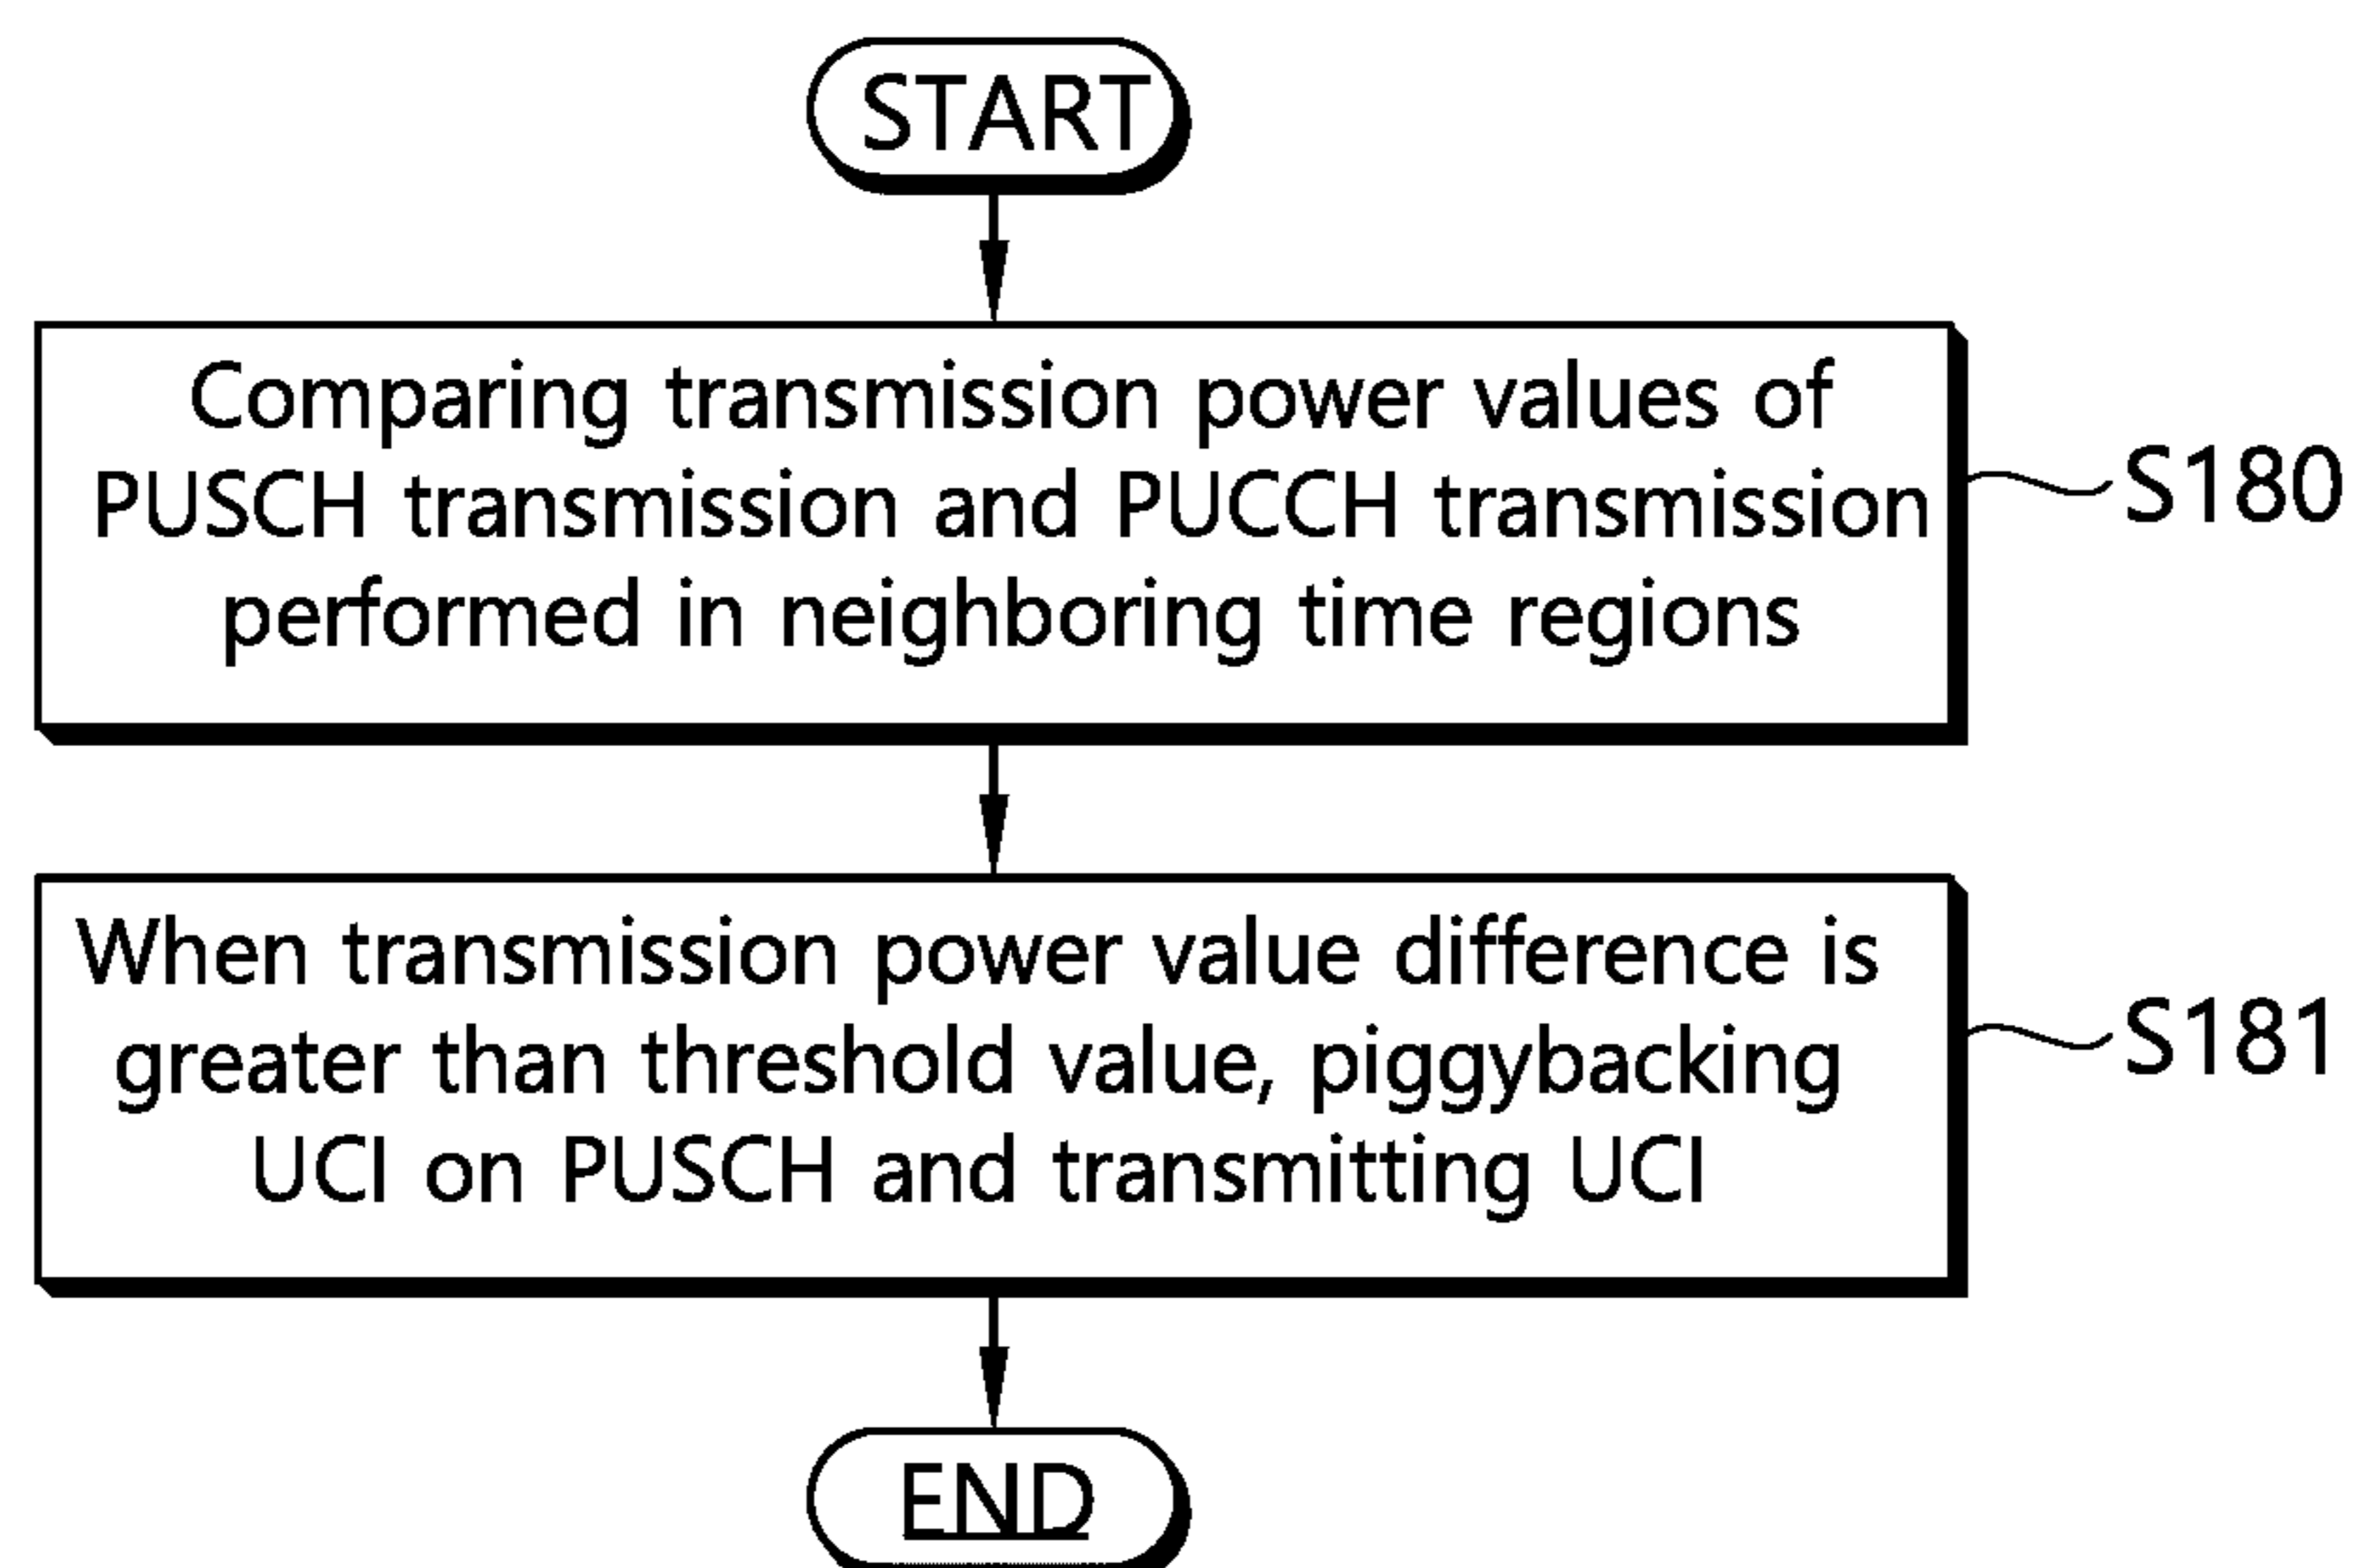 START
Comparing transmission power values of
PUSCH transmission and PUCCH transmission
performed in neighboring time regions
S180
When transmission power value difference is
greater than threshold value, piggybacking
UCI on PUSCH and transmitting UCI
S181
END